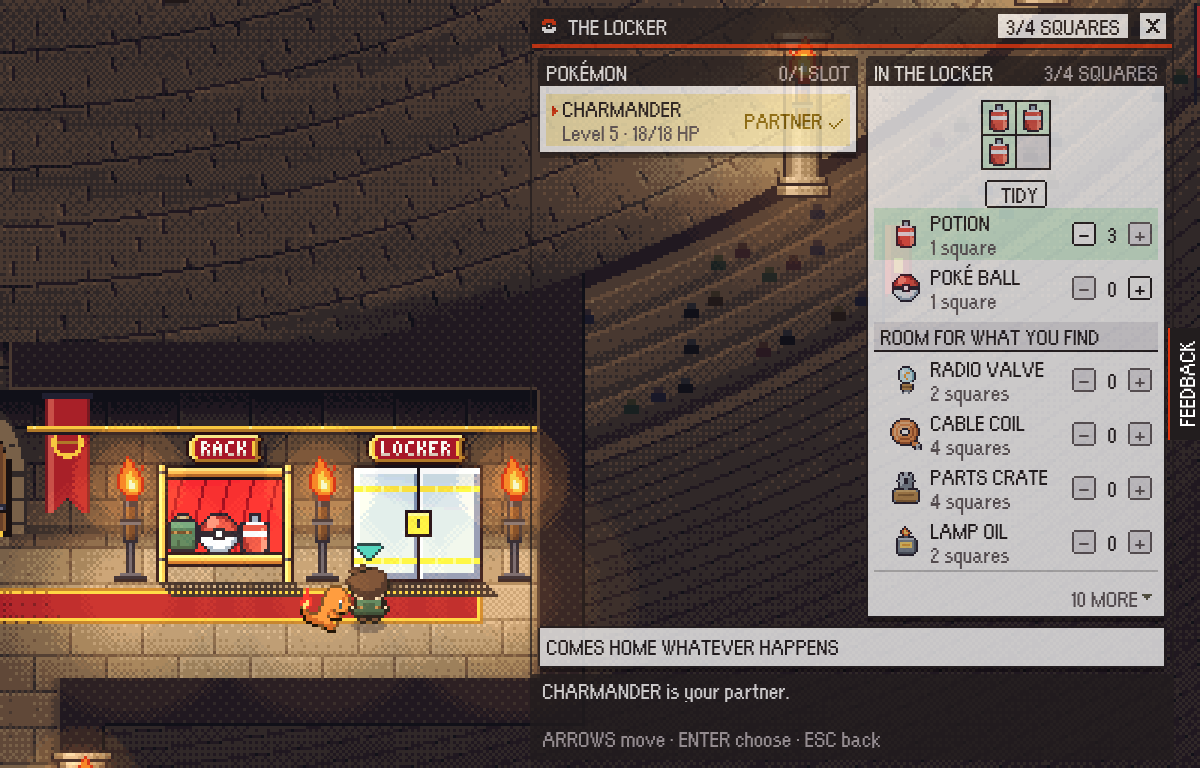 THE LOCKER
3/4 SQUARES
X
POKÉMON
0/1 SLOT
CHARMANDER
Level 5 · 18/18 HP
PARTNER
IN THE LOCKER
3/4 SQUARES
TIDY
POTION
1 square
− 3 +
POKÉ BALL
1 square
− 0 +
ROOM FOR WHAT YOU FIND
RADIO VALVE
2 squares
− 0 +
CABLE COIL
4 squares
− 0 +
PARTS CRATE
4 squares
− 0 +
LAMP OIL
2 squares
− 0 +
10 MORE
FEEDBACK
RACK
LOCKER
COMES HOME WHATEVER HAPPENS
CHARMANDER is your partner.
ARROWS move · ENTER choose · ESC back